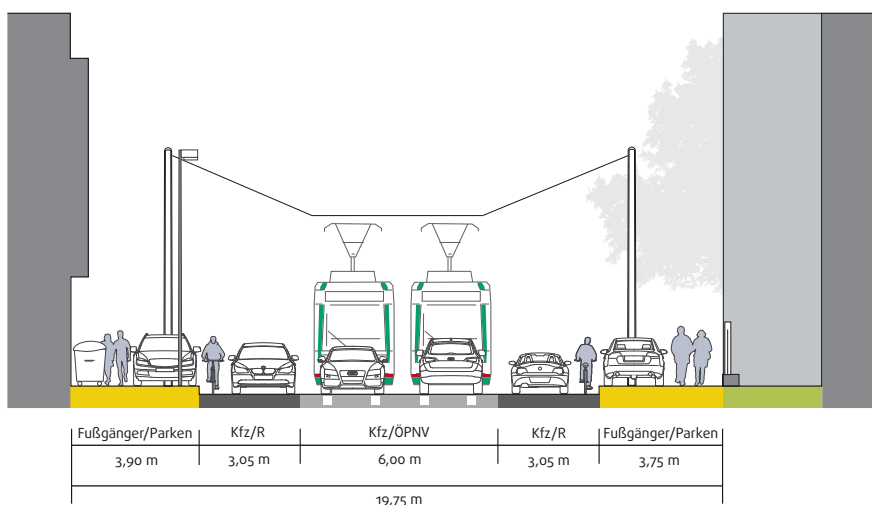 Fußgänger/Parken Kfz/R Kfz/ÖPNV Kfz/R Fußgänger/Parken
3,90 m 3,05 m 6,00 m 3,05 m 3,75 m
19,75 m